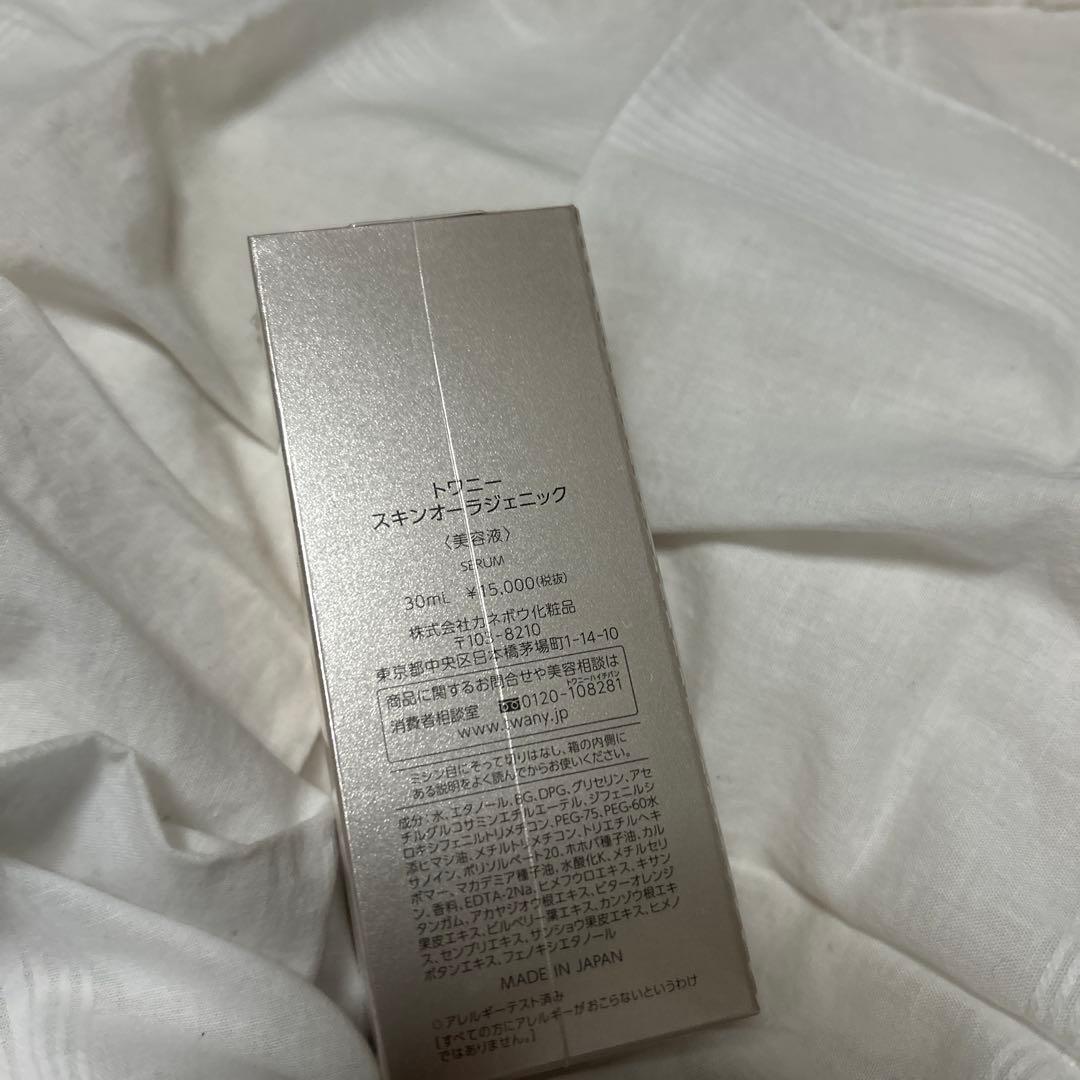 トワニー
スキンオーラジェニック
〈美容液〉
SERUM
30mL ¥15,000(税抜)
株式会社カネボウ化粧品
〒103-8210
東京都中央区日本橋茅場町1-14-10
商品に関するお問合せや美容相談は
トワニーハイチバン
消費者相談室 0120-108281
www.twany.jp
ミシン目にそって切りはなし、箱の内側に
ある説明をよく読んでからお使いください。
成分:水、エタノール、BG、DPG、グリセリン、アセ
チルグルコサミンエチルエーテル、ジフェニルシ
ロキシフェニルトリメチコン、PEG-75、PEG-60水
添ヒマシ油、メチルトリメチコン、トリエチルヘキ
サノイン、ポリソルベート20、ホホバ種子油、カル
ボマー、マカデミア種子油、水酸化K、メチルセリ
ン、香料、EDTA-2Na、ヒメフウロエキス、キサン
タンガム、アカヤジオウ根エキス、ビターオレンジ
果皮エキス、ビルベリー葉エキス、カンゾウ根エキ
ス、センブリエキス、サンショウ果皮エキス、ヒメノ
ボタンエキス、フェノキシエタノール
MADE IN JAPAN
◎アレルギーテスト済み
[すべての方にアレルギーがおこらないというわけ
ではありません。]